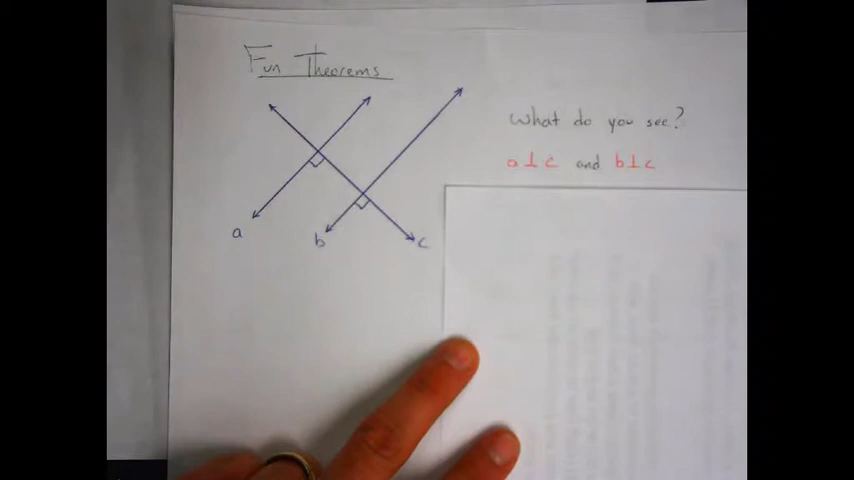 Fun Theorems
What do you see?
a⊥c and b⊥c
a
b
c